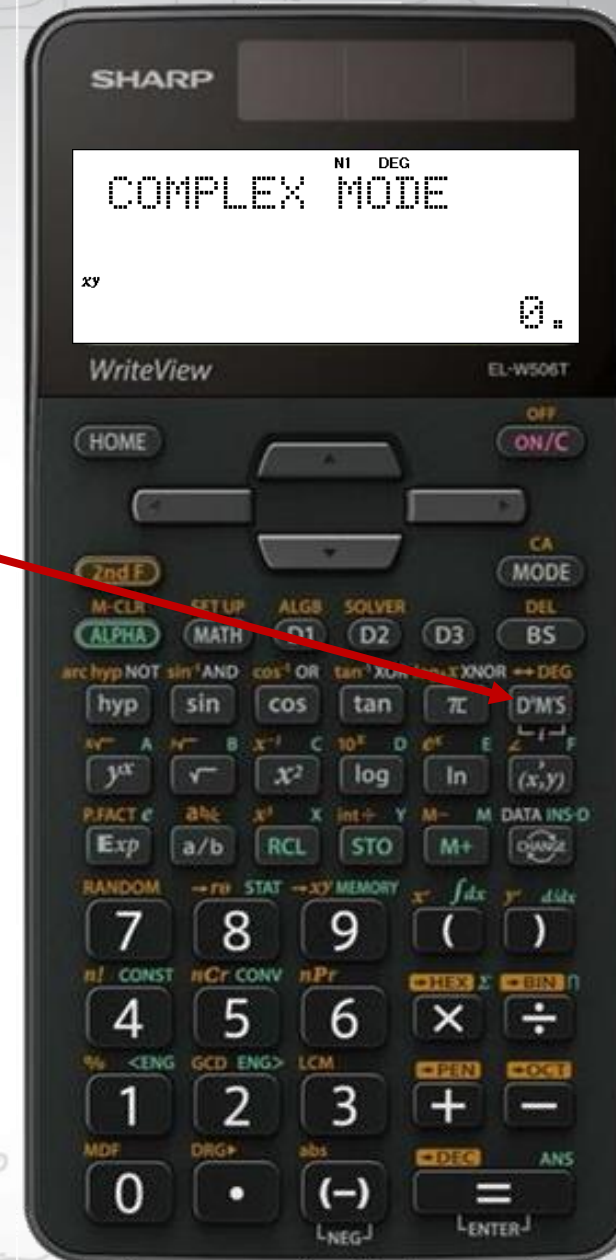 SHARP
N1 DEG
COMPLEX MODE
xy
0.
WriteView EL-W506T
OFF
HOME ON/C
CA
2nd F MODE
M-CLR SET UP ALGB SOLVER DEL
ALPHA MATH D1 D2 D3 BS
arc hyp NOT sin⁻¹ AND cos⁻¹ OR tan⁻¹ XOR XNOR ↔DEG
hyp sin cos tan π D°M'S
A B x⁻¹ C 10ˣ D eˣ E ∠ i F
yˣ √ x² log ln (x,y)
P.FACT e x³ X int÷ Y M− M DATA INS-D
Exp a/b RCL STO M+ CHANGE
RANDOM →rθ STAT →xy MEMORY x′ ∫dx y′ d/dx
7 8 9 ( )
n! CONST nCr CONV nPr →HEX Σ →BIN Π
4 5 6 × ÷
% <ENG GCD ENG> LCM →PEN →OCT
1 2 3 + −
MDF DRG▸ abs →DEC ANS
0 • (−) =
NEG ENTER